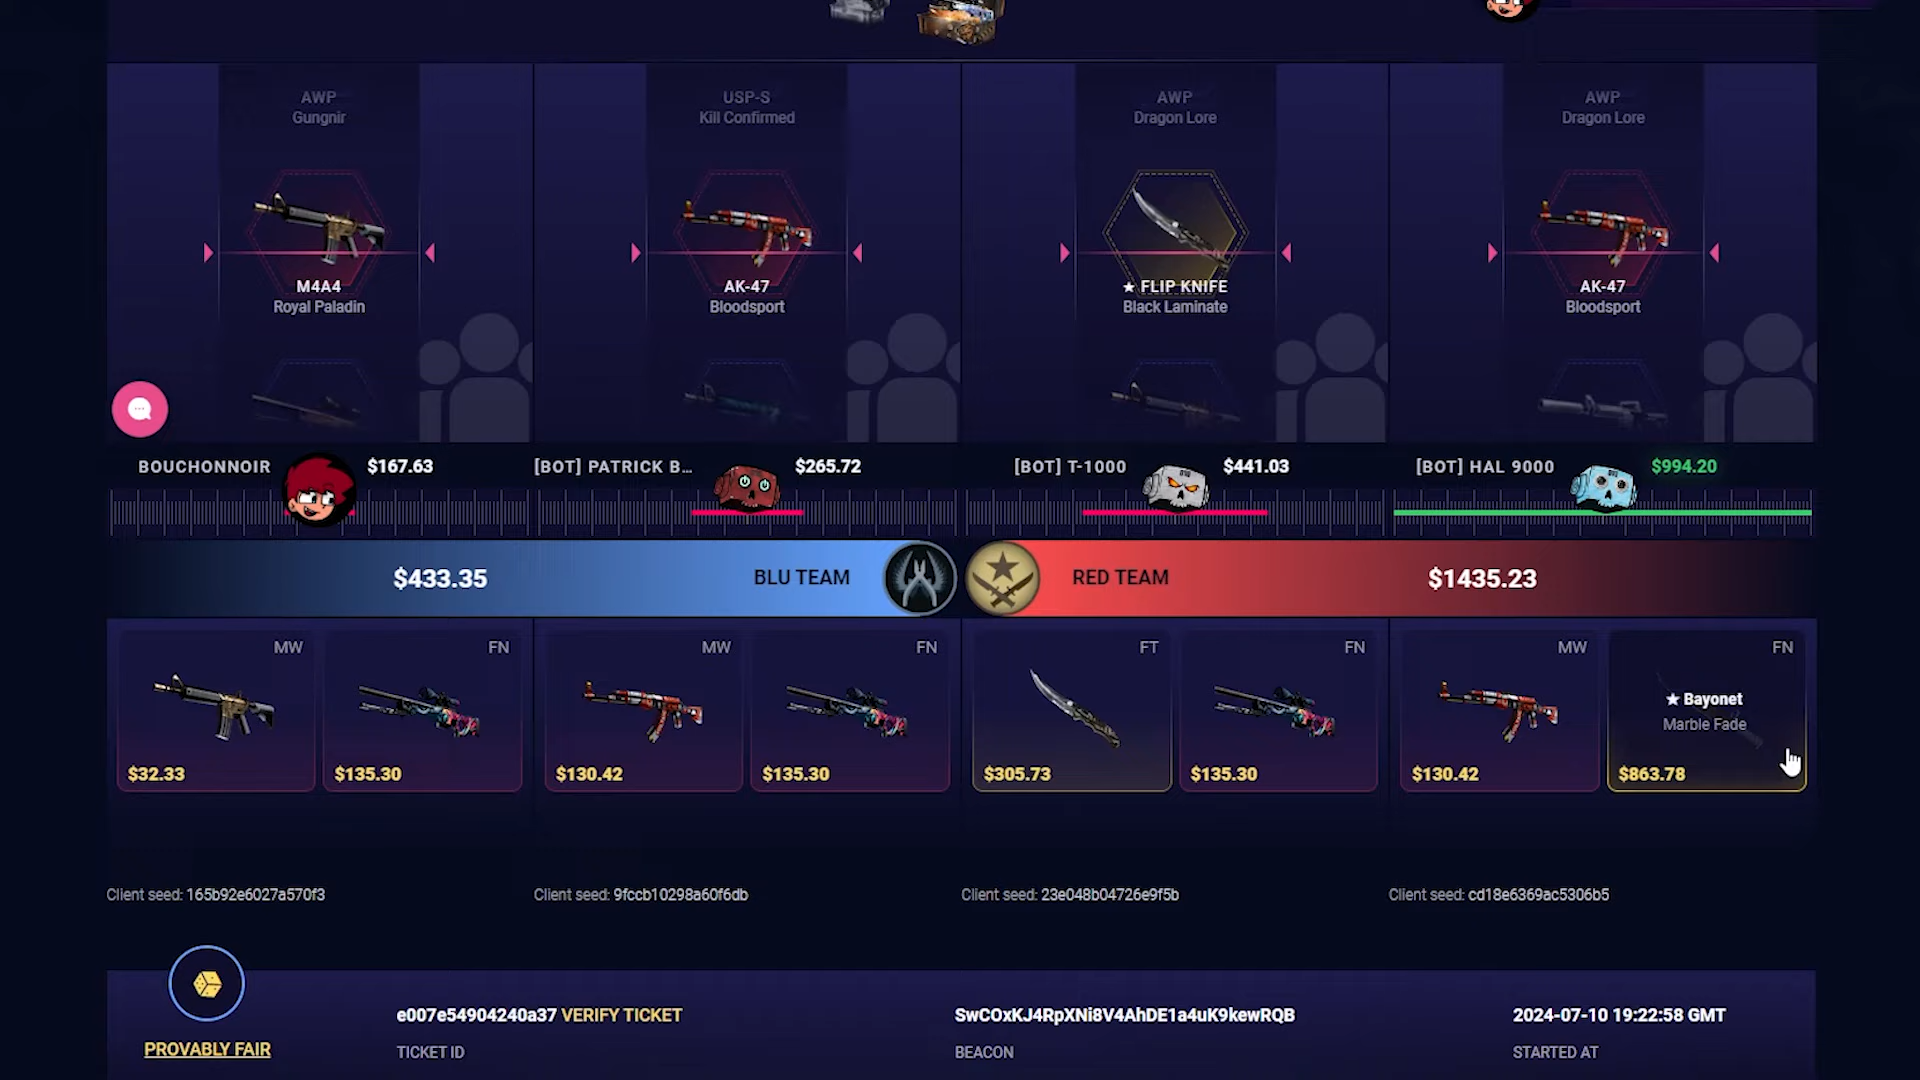 AWP
Gungnir
USP-S
Kill Confirmed
AWP
Dragon Lore
AWP
Dragon Lore
M4A4
Royal Paladin
AK-47
Bloodsport
★ FLIP KNIFE
Black Laminate
AK-47
Bloodsport
BOUCHONNOIR $167.63
[BOT] PATRICK B... $265.72
[BOT] T-1000 $441.03
[BOT] HAL 9000 $994.20
$433.35 BLU TEAM
RED TEAM $1435.23
MW
$32.33
FN
$135.30
MW
$130.42
FN
$135.30
FT
$305.73
FN
$135.30
MW
$130.42
FN
★ Bayonet
Marble Fade
$863.78
Client seed: 165b92e6027a570f3
Client seed: 9fccb10298a60f6db
Client seed: 23e048b04726e9f5b
Client seed: cd18e6369ac5306b5
PROVABLY FAIR
e007e54904240a37 VERIFY TICKET
TICKET ID
SwCOxKJ4RpXNi8V4AhDE1a4uK9kewRQB
BEACON
2024-07-10 19:22:58 GMT
STARTED AT